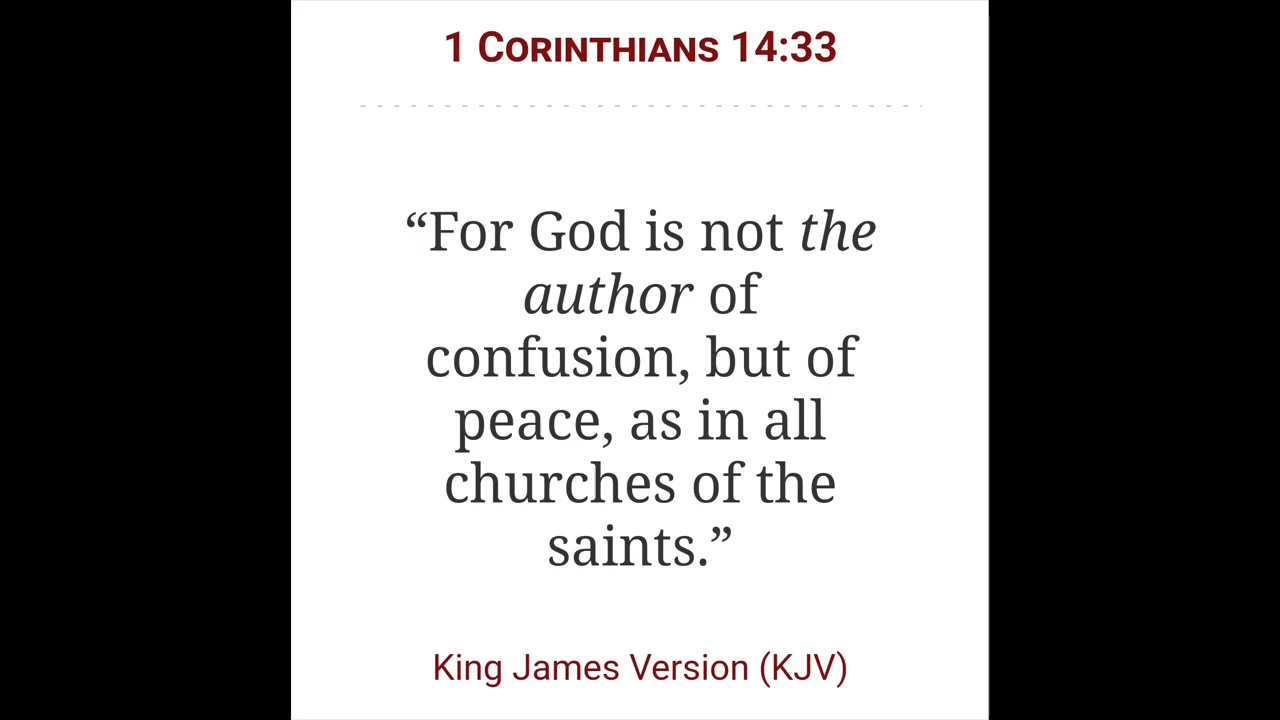 1 Corinthians 14:33
“For God is not the
author of
confusion, but of
peace, as in all
churches of the
saints.”
King James Version (KJV)